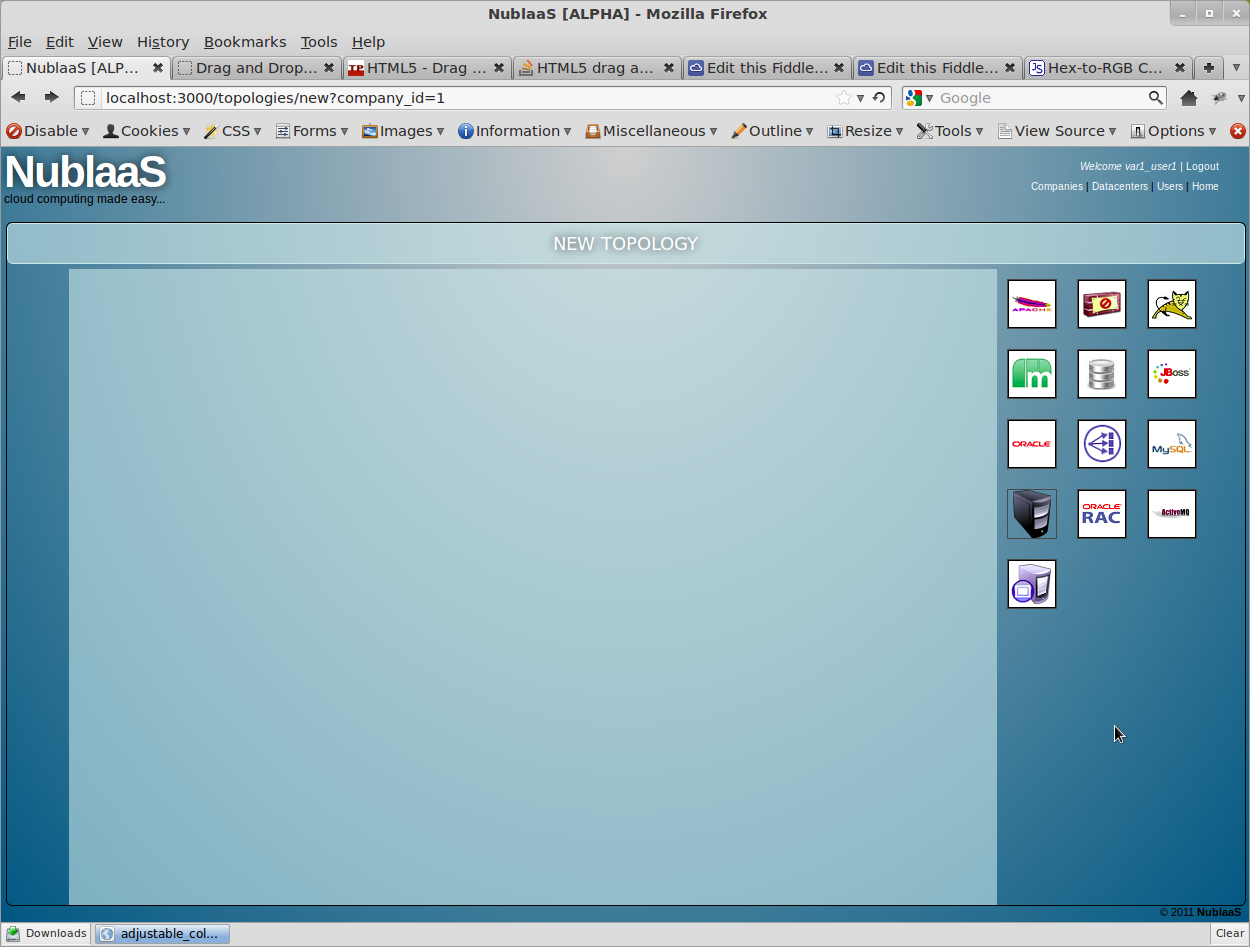 NublaaS [ALPHA] - Mozilla Firefox
File Edit View History Bookmarks Tools Help
NublaaS [ALP... Drag and Drop... HTML5 - Drag ... HTML5 drag a... Edit this Fiddle... Edit this Fiddle... Hex-to-RGB C...
localhost:3000/topologies/new?company_id=1 Google
Disable Cookies CSS Forms Images Information Miscellaneous Outline Resize Tools View Source Options
NublaaS
cloud computing made easy...
Welcome var1_user1 | Logout
Companies | Datacenters | Users | Home
NEW TOPOLOGY
APACHE
m JBoss
ORACLE MySQL
ORACLE RAC ActiveMQ
© 2011 NublaaS
Downloads adjustable_col... Clear